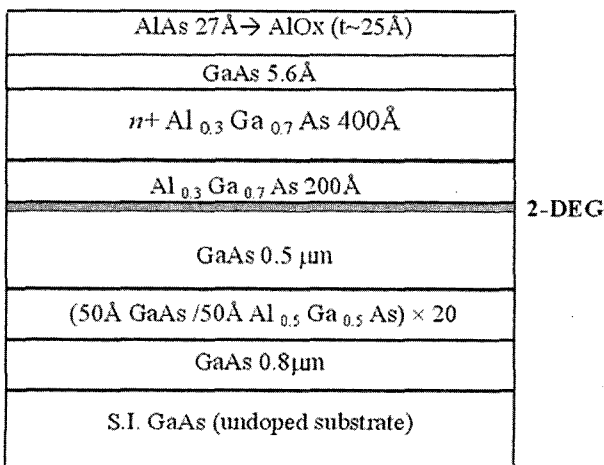 AlAs 27Å→ AlOx (t~25Å)
GaAs 5.6Å
n+ Al 0.3 Ga 0.7 As 400Å
Al 0.3 Ga 0.7 As 200Å
2-DEG
GaAs 0.5 μm
(50Å GaAs /50Å Al 0.5 Ga 0.5 As) × 20
GaAs 0.8μm
S.I. GaAs (undoped substrate)